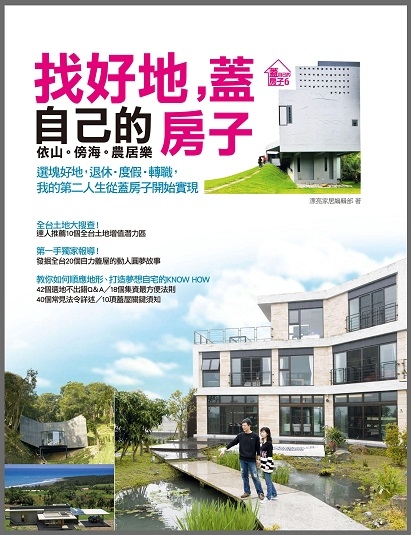 蓋自己的
房子6
找好地,蓋
自己的房子
依山。傍海。農居樂
選塊好地,退休・度假・轉職,
我的第二人生從蓋房子開始實現
漂亮家居編輯部 著
全台土地大搜查!
達人推薦10個全台土地增值潛力區
第一手獨家報導!
發掘全台20個自力蓋屋的動人圓夢故事
教你如何順應地形、打造夢想自宅的KNOW HOW
42個選地不出錯Q&A/18個集資最方便法則
40個常見法令詳述/10項蓋屋關鍵須知